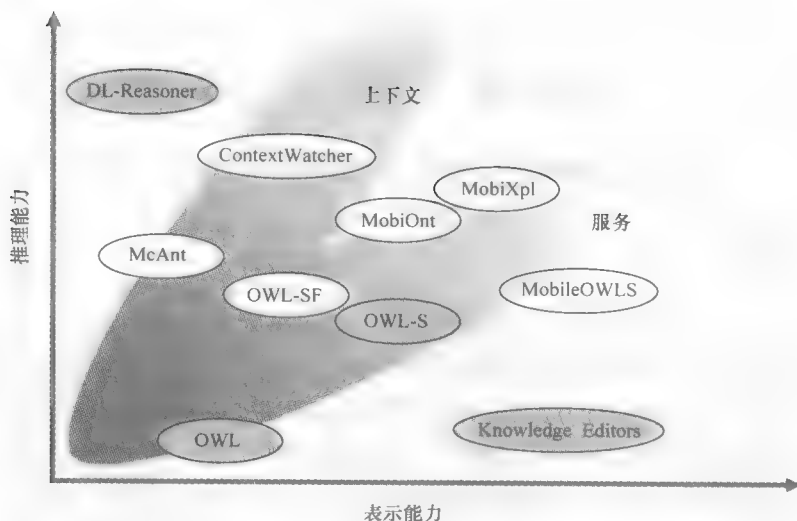 DL-Reasoner
上下文
ContextWatcher
MobiXpl
MobiOnt
服务
McAnt
OWL-SF
MobileOWLS
OWL-S
OWL
Knowledge Editors
推理能力
表示能力